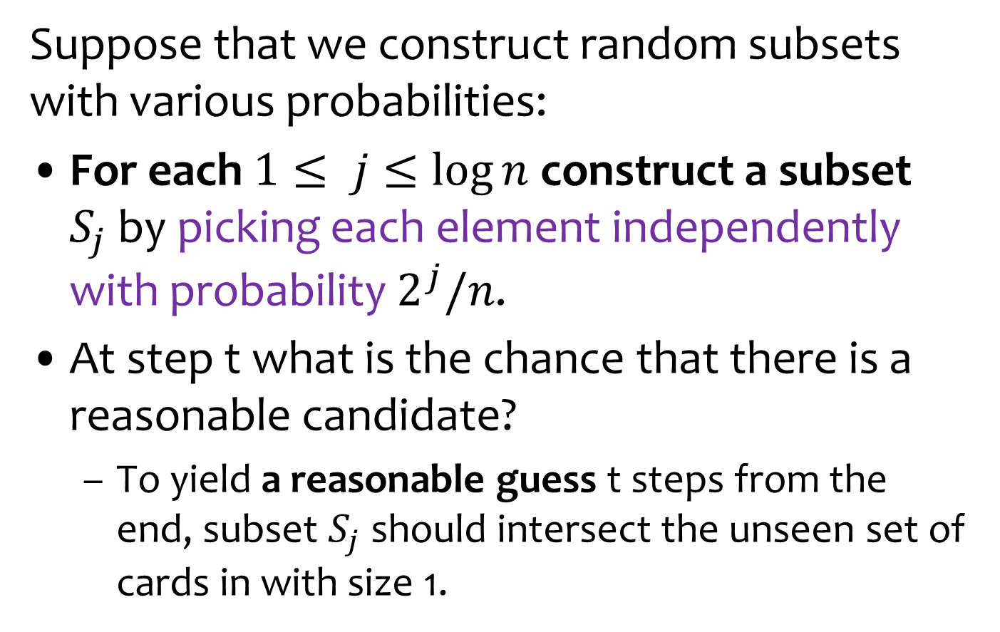 Suppose that we construct random subsets
with various probabilities:
• For each 1 ≤ j ≤ log n construct a subset
S_j by picking each element independently
with probability 2^j/n.
• At step t what is the chance that there is a
reasonable candidate?
– To yield a reasonable guess t steps from the
end, subset S_j should intersect the unseen set of
cards in with size 1.